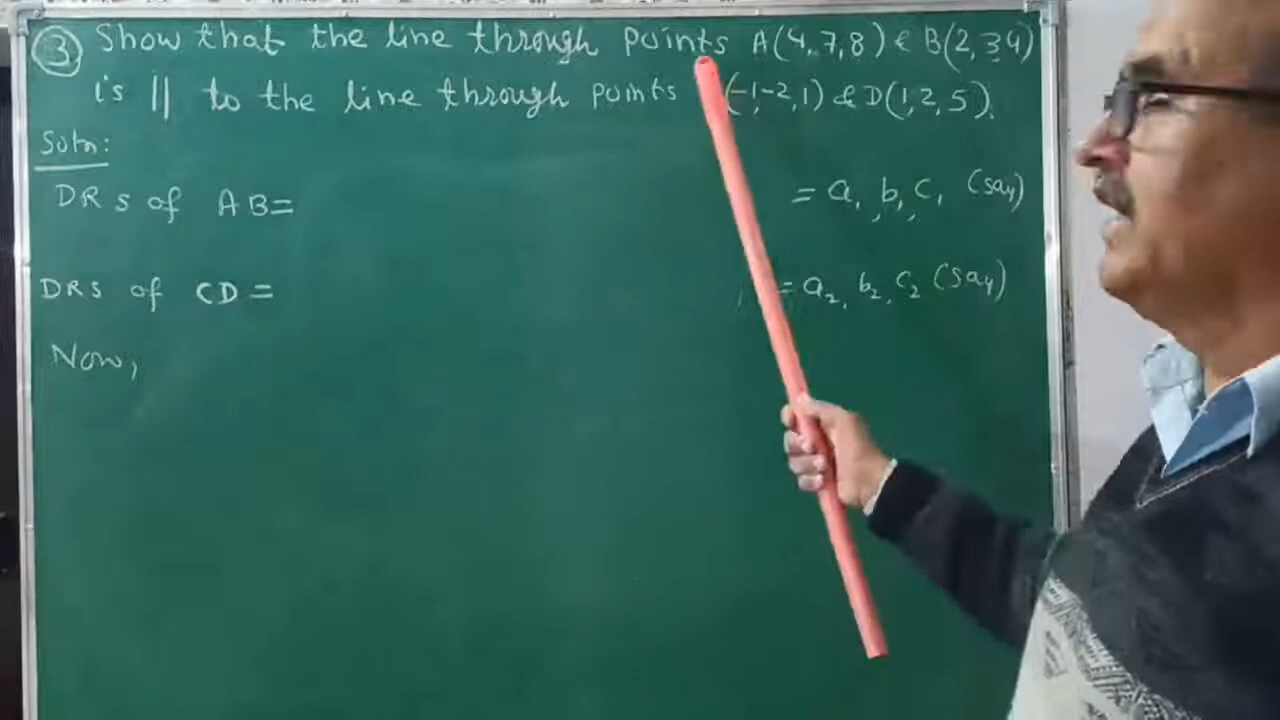 ③ Show that the line through points A(4,7,8) & B(2,3,4)
is || to the line through points (-1,-2,1) & D(1,2,5).
Soln:
DRs of AB= = a₁, b₁, c₁ (say)
DRs of CD= = a₂, b₂, c₂ (say)
Now,